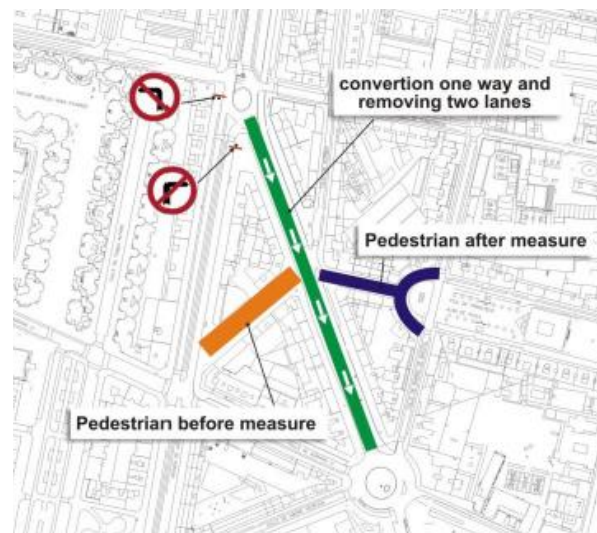 convertion one way and
removing two lanes
Pedestrian after measure
Pedestrian before measure